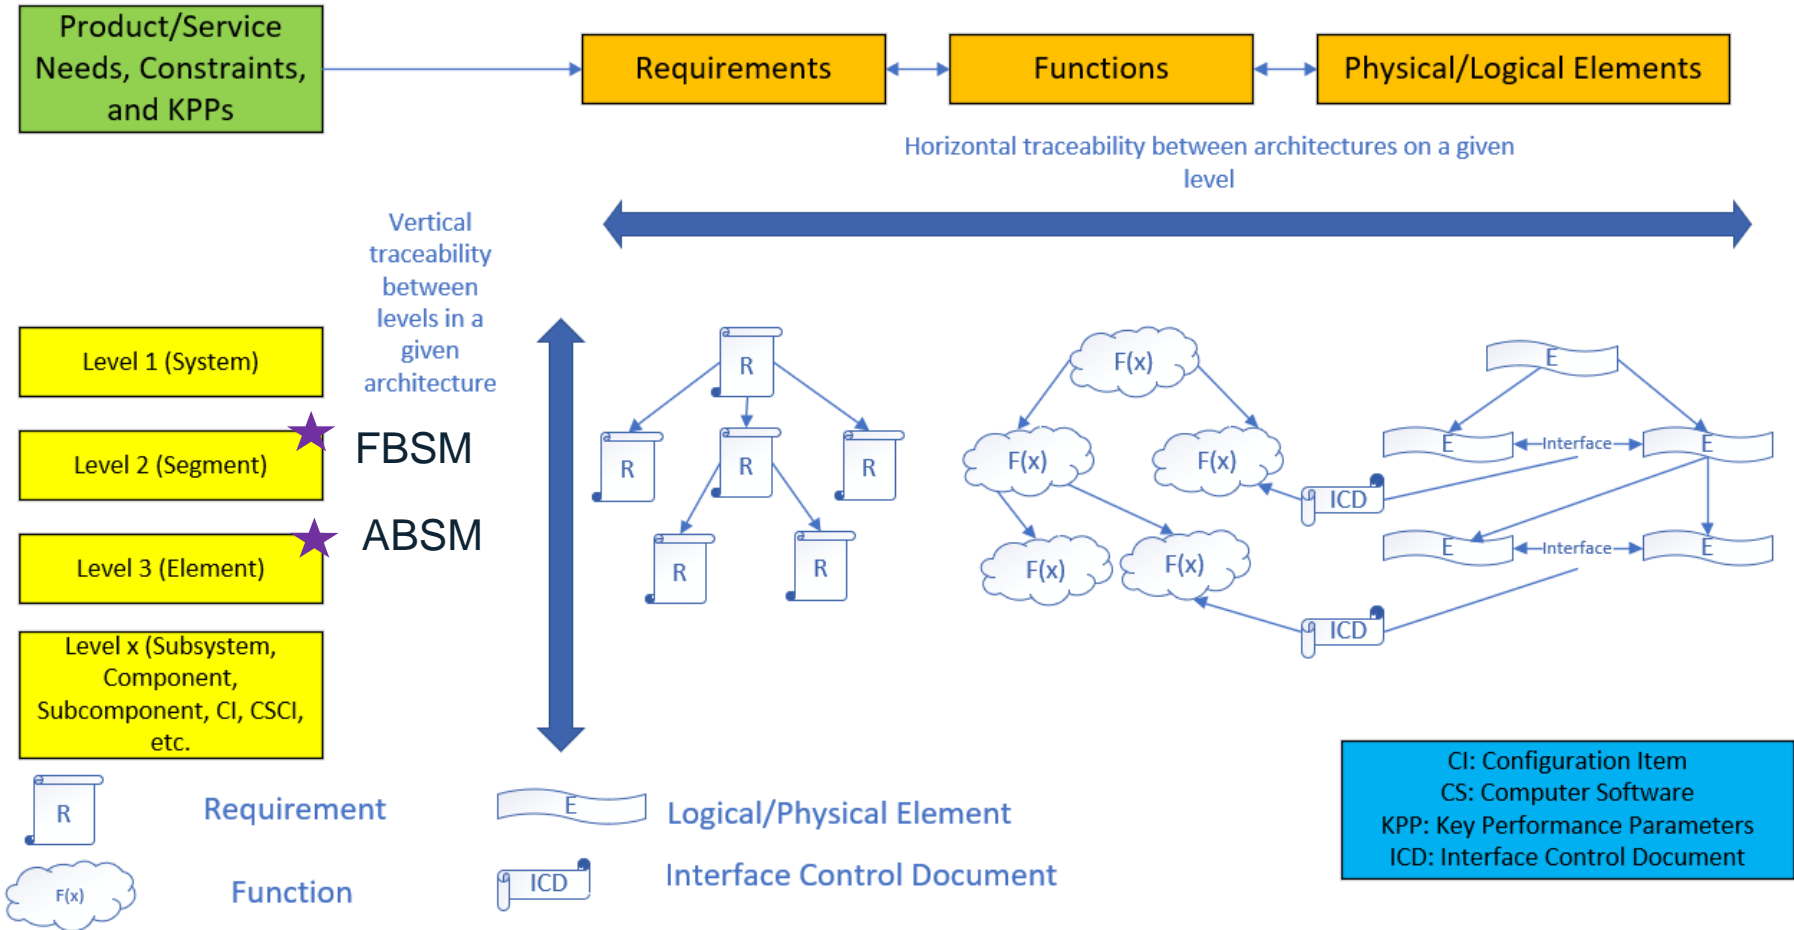 Product/Service
Needs, Constraints,
and KPPs
Requirements
Functions
Physical/Logical Elements
Horizontal traceability between architectures on a given
level
Vertical
traceability
between
levels in a
given
architecture
Level 1 (System)
Level 2 (Segment)
FBSM
Level 3 (Element)
ABSM
Level x (Subsystem,
Component,
Subcomponent, CI, CSCI,
etc.
R
R
R
R
R
R
F(x)
F(x)
F(x)
F(x)
F(x)
E
E
Interface
E
ICD
E
Interface
E
ICD
R
Requirement
F(x)
Function
E
Logical/Physical Element
ICD
Interface Control Document
CI: Configuration Item
CS: Computer Software
KPP: Key Performance Parameters
ICD: Interface Control Document